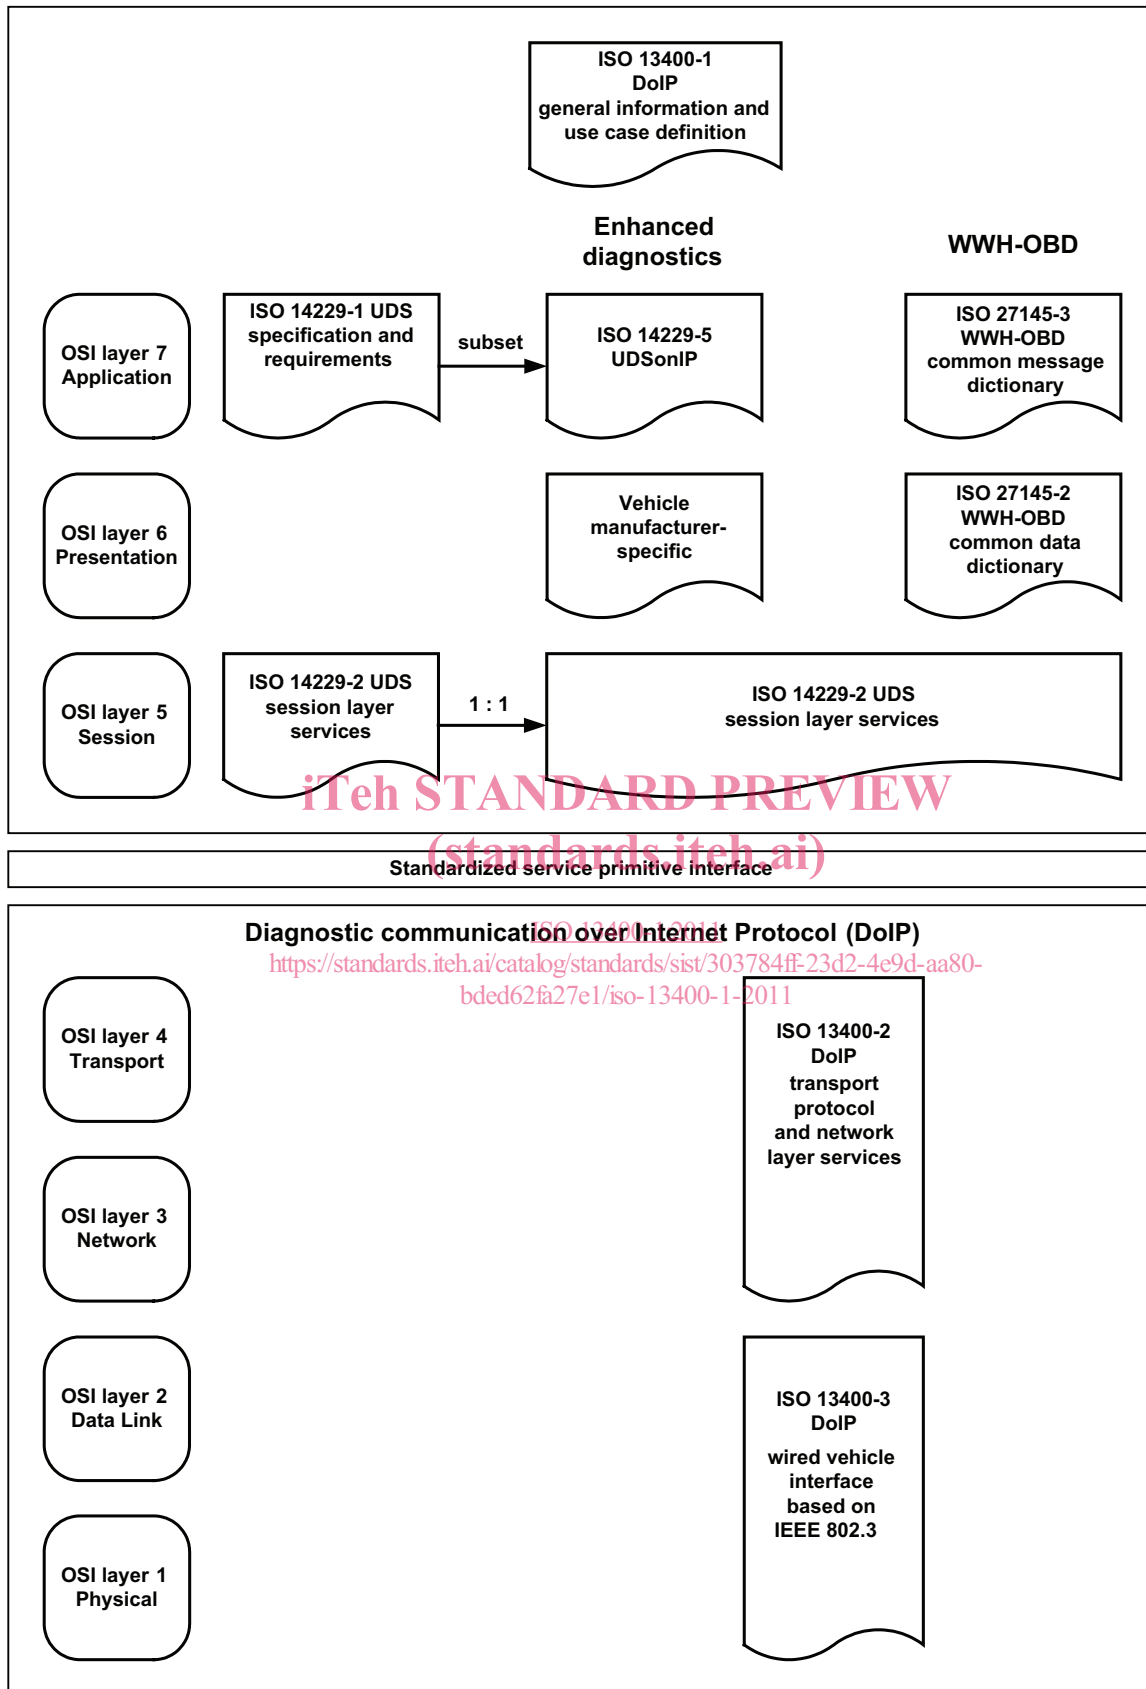 ISO 13400-1
DoIP
general information and
use case definition
Enhanced
diagnostics
WWH-OBD
OSI layer 7
Application
ISO 14229-1 UDS
specification and
requirements
subset
ISO 14229-5
UDSonIP
ISO 27145-3
WWH-OBD
common message
dictionary
OSI layer 6
Presentation
Vehicle
manufacturer-
specific
ISO 27145-2
WWH-OBD
common data
dictionary
OSI layer 5
Session
ISO 14229-2 UDS
session layer
services
1 : 1
ISO 14229-2 UDS
session layer services
iTeh STANDARD PREVIEW
(standards.iteh.ai)
Standardized service primitive interface
Diagnostic communication over Internet Protocol (DoIP)
ISO 13400-1:2011
https://standards.iteh.ai/catalog/standards/sist/303784ff-23d2-4e9d-aa80-
bded62fa27e1/iso-13400-1-2011
OSI layer 4
Transport
ISO 13400-2
DoIP
transport
protocol
and network
layer services
OSI layer 3
Network
OSI layer 2
Data Link
ISO 13400-3
DoIP
wired vehicle
interface
based on
IEEE 802.3
OSI layer 1
Physical